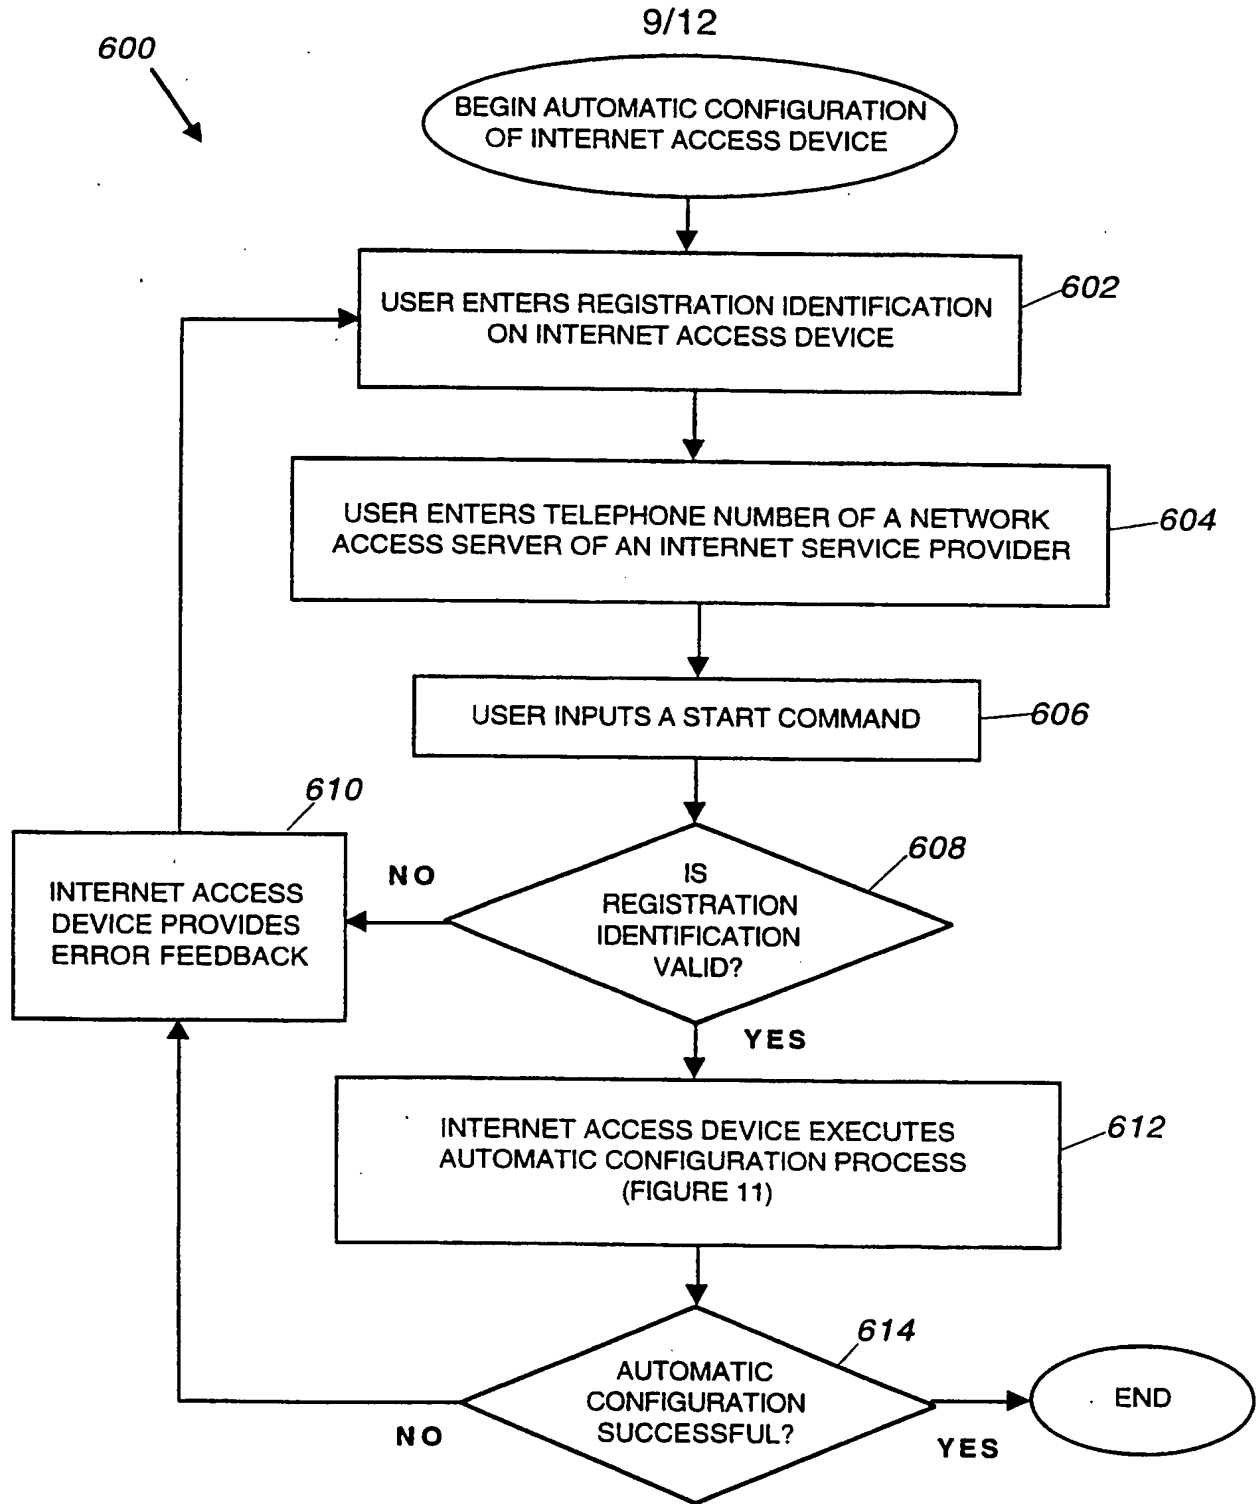 9/12
600
BEGIN AUTOMATIC CONFIGURATION
OF INTERNET ACCESS DEVICE
USER ENTERS REGISTRATION IDENTIFICATION
ON INTERNET ACCESS DEVICE
602
USER ENTERS TELEPHONE NUMBER OF A NETWORK
ACCESS SERVER OF AN INTERNET SERVICE PROVIDER
604
USER INPUTS A START COMMAND
606
610
INTERNET ACCESS
DEVICE PROVIDES
ERROR FEEDBACK
NO
608
IS
REGISTRATION
IDENTIFICATION
VALID?
YES
INTERNET ACCESS DEVICE EXECUTES
AUTOMATIC CONFIGURATION PROCESS
(FIGURE 11)
612
614
AUTOMATIC
CONFIGURATION
SUCCESSFUL?
NO
YES
END